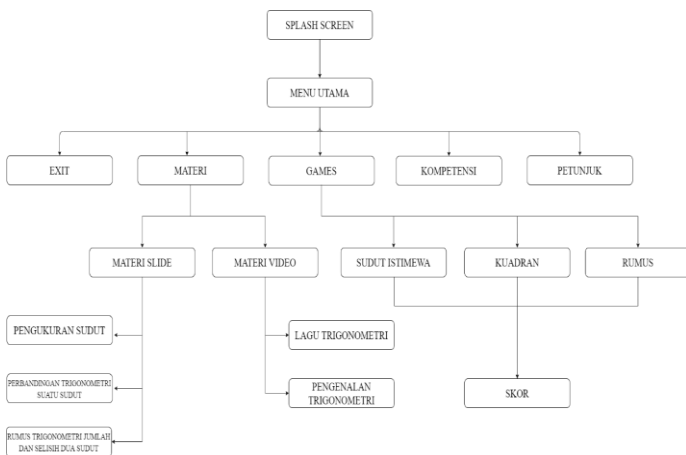 SPLASH SCREEN
MENU UTAMA
EXIT
MATERI
GAMES
KOMPETENSI
PETUNJUK
MATERI SLIDE
MATERI VIDEO
SUDUT ISTIMEWA
KUADRAN
RUMUS
PENGUKURAN SUDUT
LAGU TRIGONOMETRI
PERBANDINGAN TRIGONOMETRI
SUATU SUDUT
PENGENALAN
TRIGONOMETRI
SKOR
RUMUS TRIGONOMETRI JUMLAH
DAN SELISIH DUA SUDUT